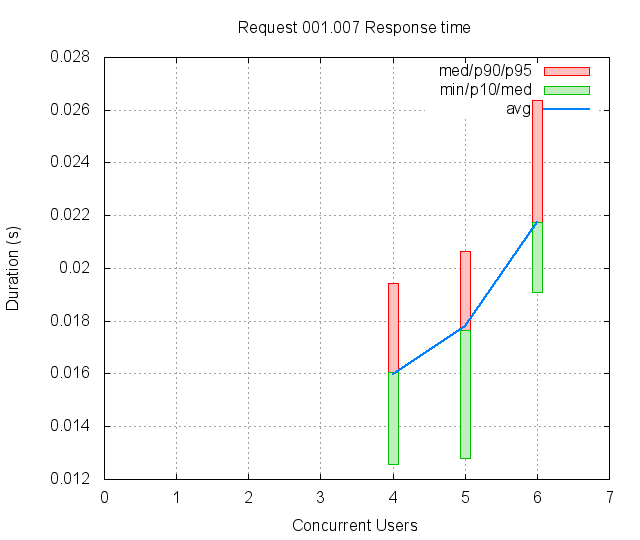 Request 001.007 Response time
med/p90/p95
min/p10/med
avg
Duration (s)
0.028
0.026
0.024
0.022
0.02
0.018
0.016
0.014
0.012
0 1 2 3 4 5 6 7
Concurrent Users